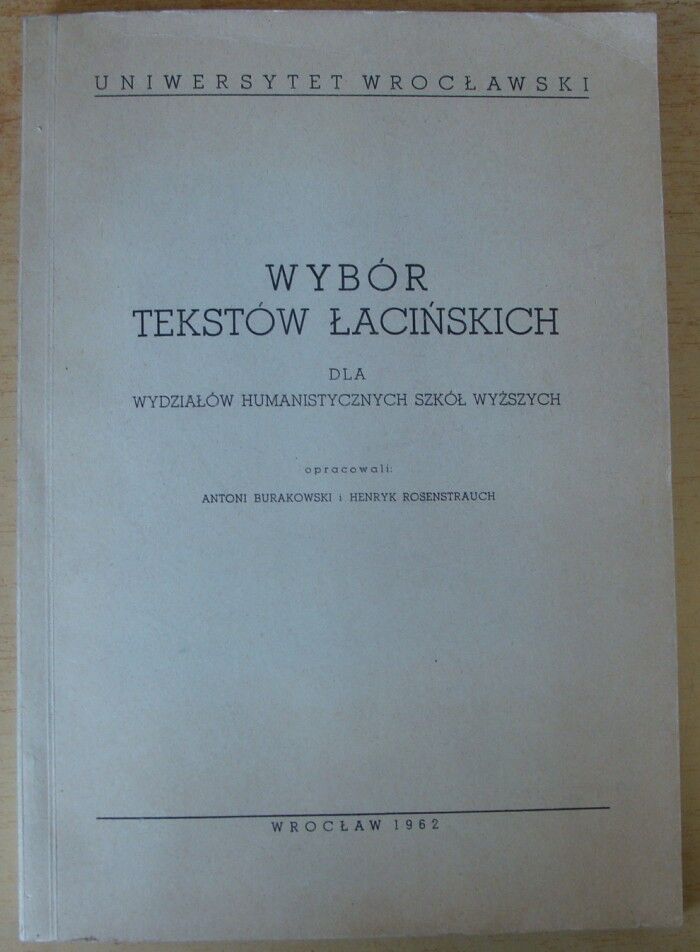 UNIWERSYTET WROCŁAWSKI
WYBÓR
TEKSTÓW ŁACIŃSKICH
DLA
WYDZIAŁÓW HUMANISTYCZNYCH SZKÓŁ WYŻSZYCH
opracowali:
ANTONI BURAKOWSKI i HENRYK ROSENSTRAUCH
WROCŁAW 1962